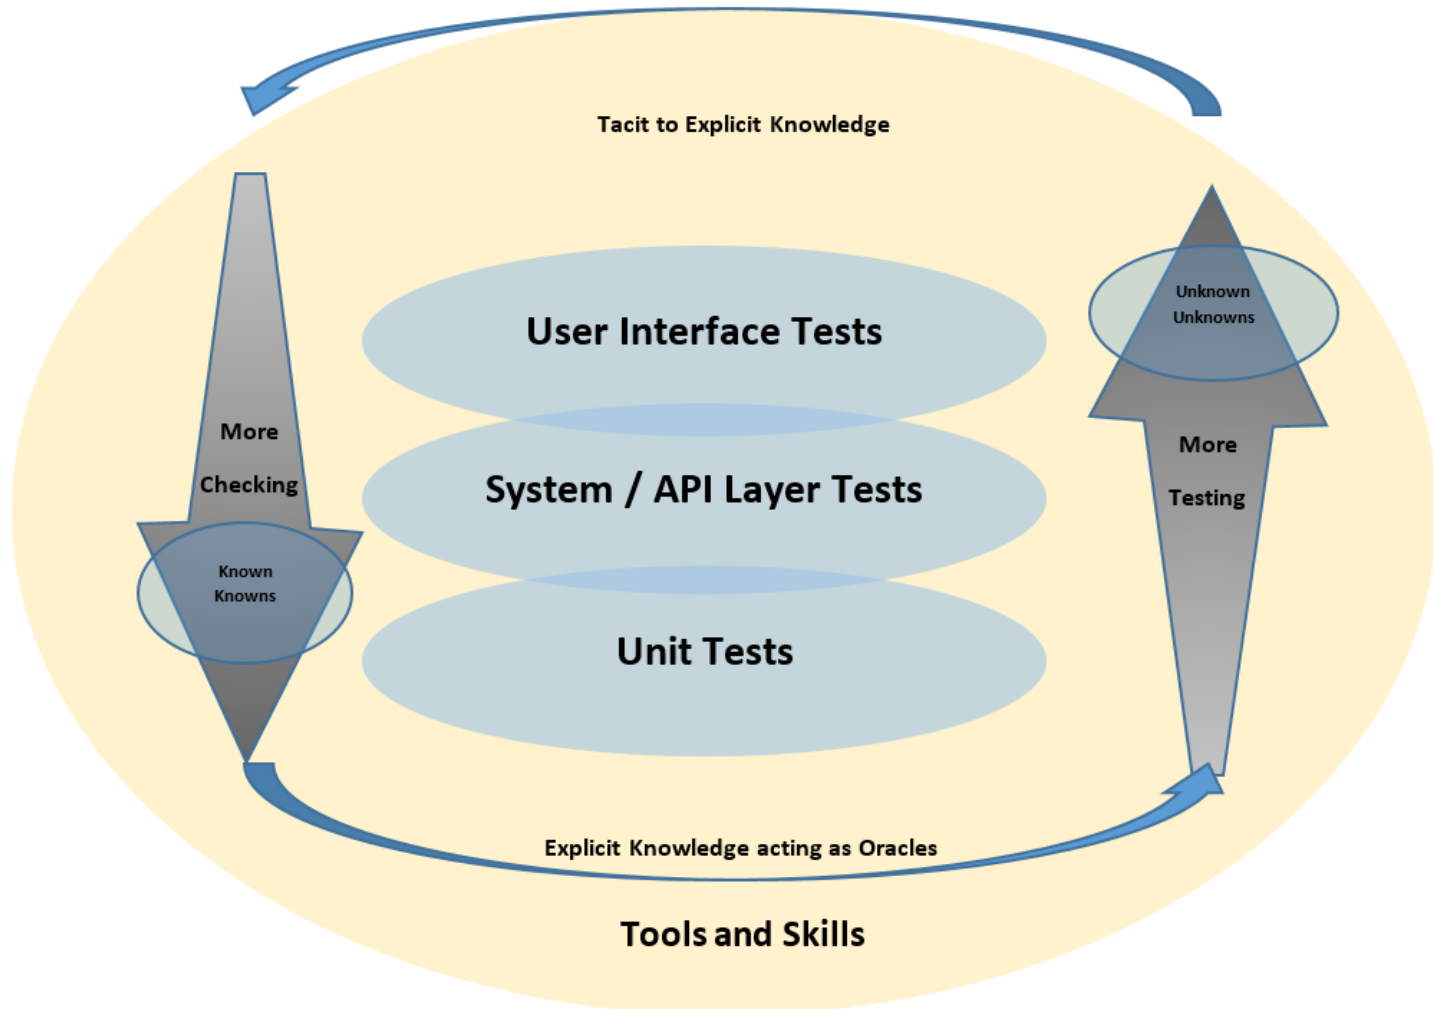 Tacit to Explicit Knowledge
Unknown
Unknowns
User Interface Tests
More
Checking
More
Testing
System / API Layer Tests
Known
Knowns
Unit Tests
Explicit Knowledge acting as Oracles
Tools and Skills